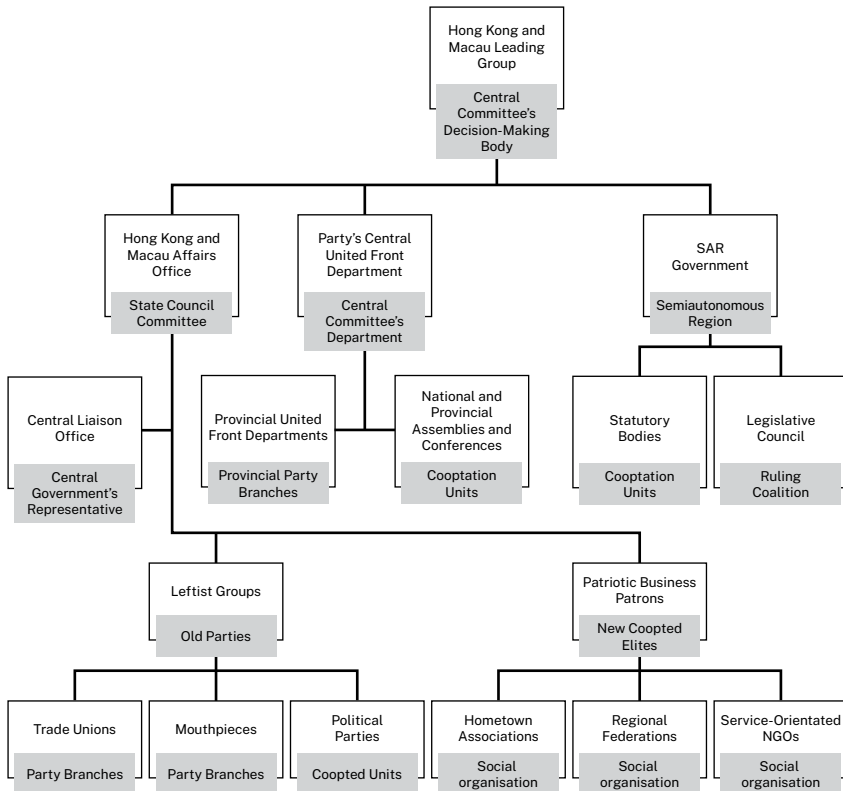 Hong Kong and
Macau Leading
Group
Central
Committee's
Decision-Making
Body
Hong Kong and
Macau Affairs
Office
State Council
Committee
Party's Central
United Front
Department
Central
Committee's
Department
SAR
Government
Semiautonomous
Region
Central Liaison
Office
Central
Government's
Representative
Provincial United
Front Departments
Provincial Party
Branches
National and
Provincial
Assemblies and
Conferences
Cooptation
Units
Statutory
Bodies
Cooptation
Units
Legislative
Council
Ruling
Coalition
Leftist Groups
Old Parties
Patriotic Business
Patrons
New Coopted
Elites
Trade Unions
Party Branches
Mouthpieces
Party Branches
Political
Parties
Coopted Units
Hometown
Associations
Social
organisation
Regional
Federations
Social
organisation
Service-Orientated
NGOs
Social
organisation